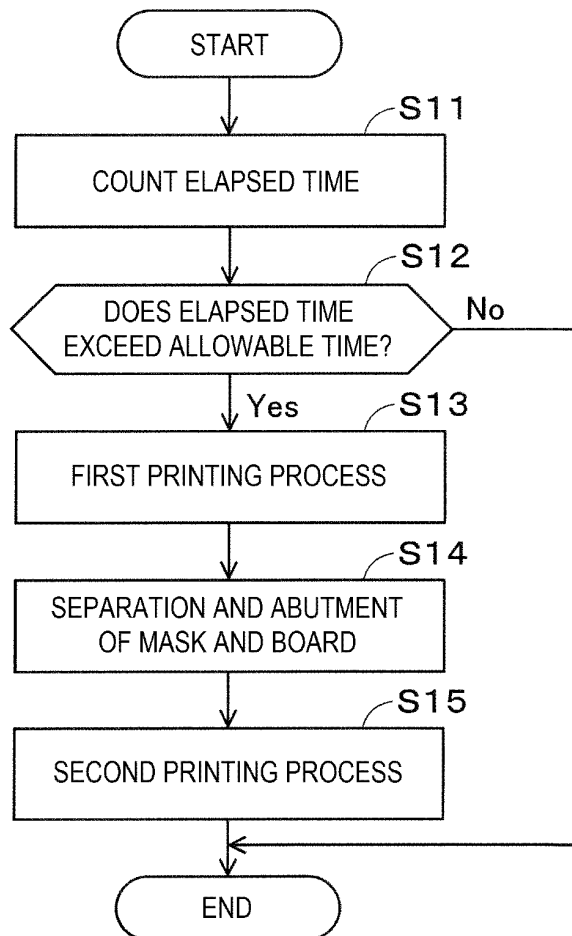 START
S11
COUNT ELAPSED TIME
S12
DOES ELAPSED TIME
EXCEED ALLOWABLE TIME?
No
Yes
S13
FIRST PRINTING PROCESS
S14
SEPARATION AND ABUTMENT
OF MASK AND BOARD
S15
SECOND PRINTING PROCESS
END